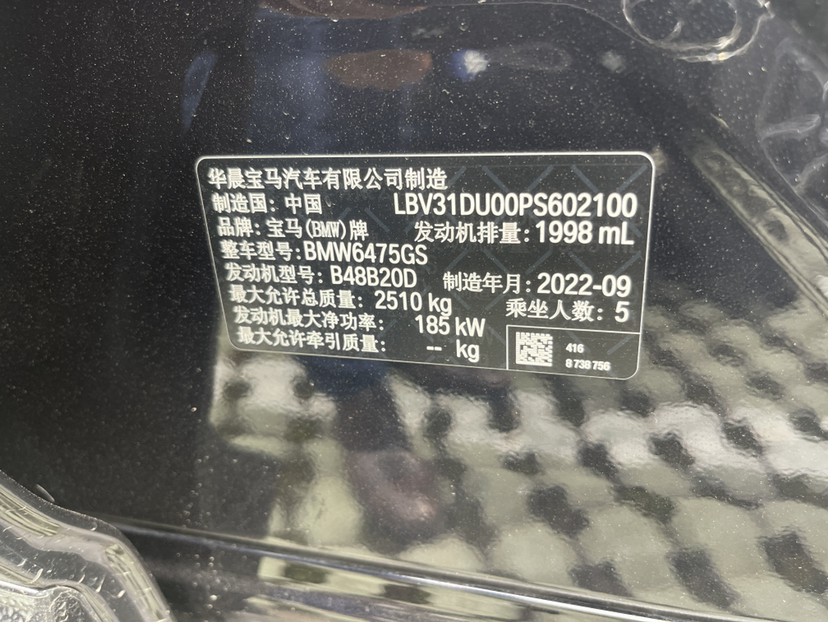 华晨宝马汽车有限公司制造
制造国: 中国 LBV31DU00PS602100
品牌: 宝马(BMW)牌 发动机排量: 1998 mL
整车型号: BMW6475GS
发动机型号: B48B20D 制造年月: 2022-09
最大允许总质量: 2510 kg 乘坐人数: 5
发动机最大净功率: 185 kW
最大允许牵引质量: -- kg
416
8 738 756